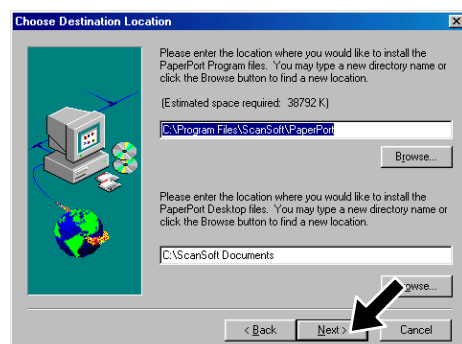 Choose Destination Location
Please enter the location where you would like to install the
PaperPort Program files. You may type a new directory name or
click the Browse button to find a new location.
(Estimated space required: 38792 K)
C:\Program Files\ScanSoft\PaperPort
Browse...
Please enter the location where you would like to install the
PaperPort Desktop files. You may type a new directory name or
click the Browse button to find a new location.
C:\ScanSoft Documents
owse...
< Back Next > Cancel